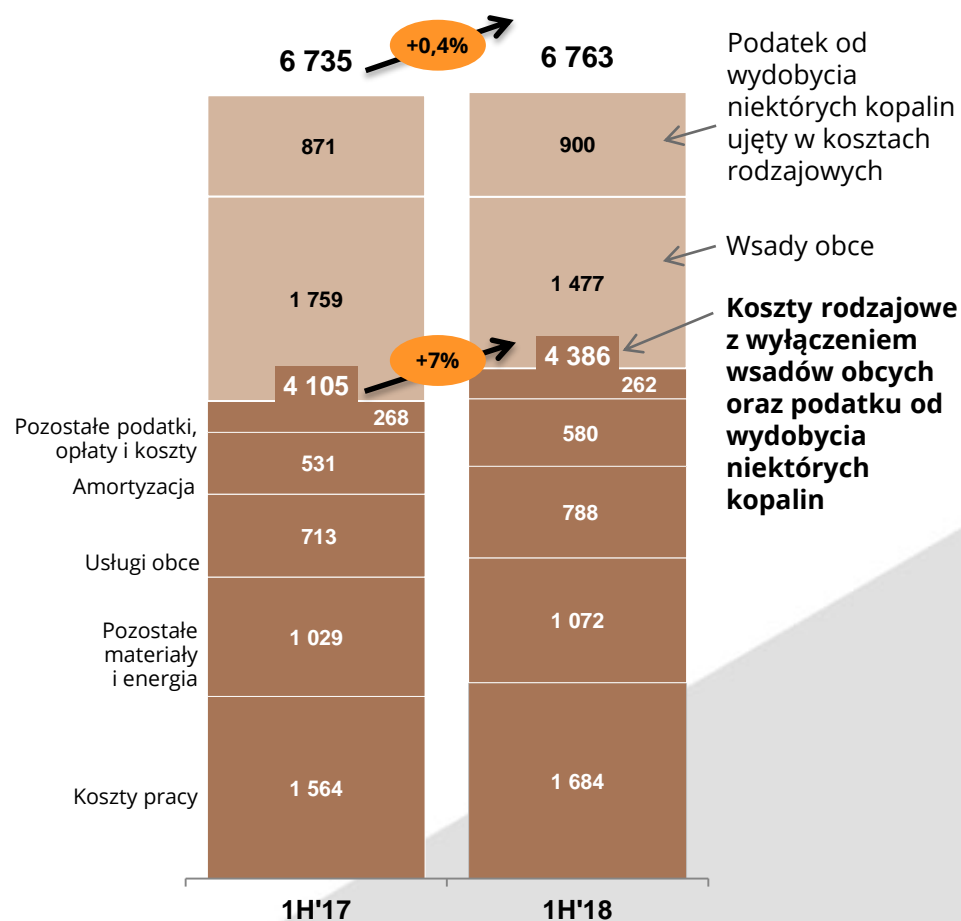 +0,4%
6 735
6 763
Podatek od
wydobycia
niektórych kopalin
ujęty w kosztach
rodzajowych
871
900
Wsady obce
1 759
1 477
Koszty rodzajowe
z wyłączeniem
wsadów obcych
oraz podatku od
wydobycia
niektórych
kopalin
+7%
4 105
4 386
Pozostałe podatki,
opłaty i koszty
268
262
Amortyzacja
531
580
Usługi obce
713
788
Pozostałe
materiały
i energia
1 029
1 072
Koszty pracy
1 564
1 684
1H'17
1H'18